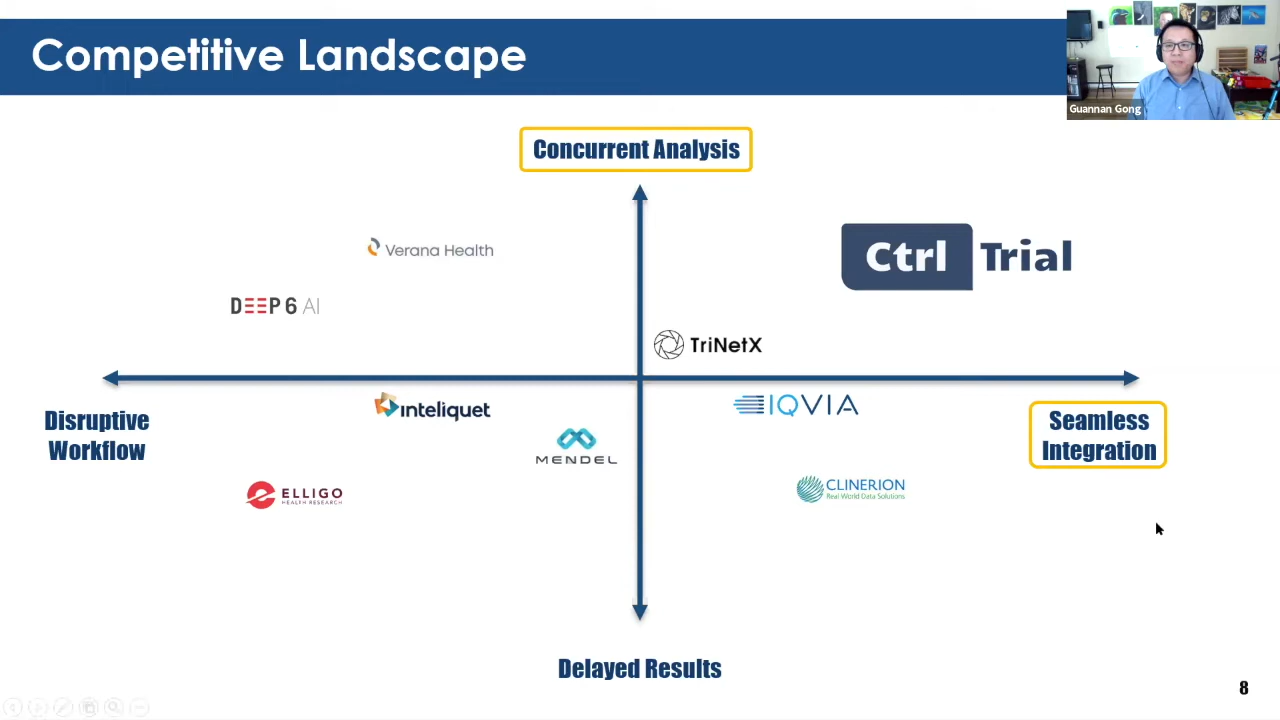 Competitive Landscape
Guannan Gong
Concurrent Analysis
Verana Health
Ctrl Trial
DEEP 6 AI
TriNetX
Disruptive
Workflow
inteliquet
IQVIA
Seamless
Integration
MENDEL
ELLIGO
HEALTH RESEARCH
CLINERION
Real World Data Solutions
Delayed Results
8